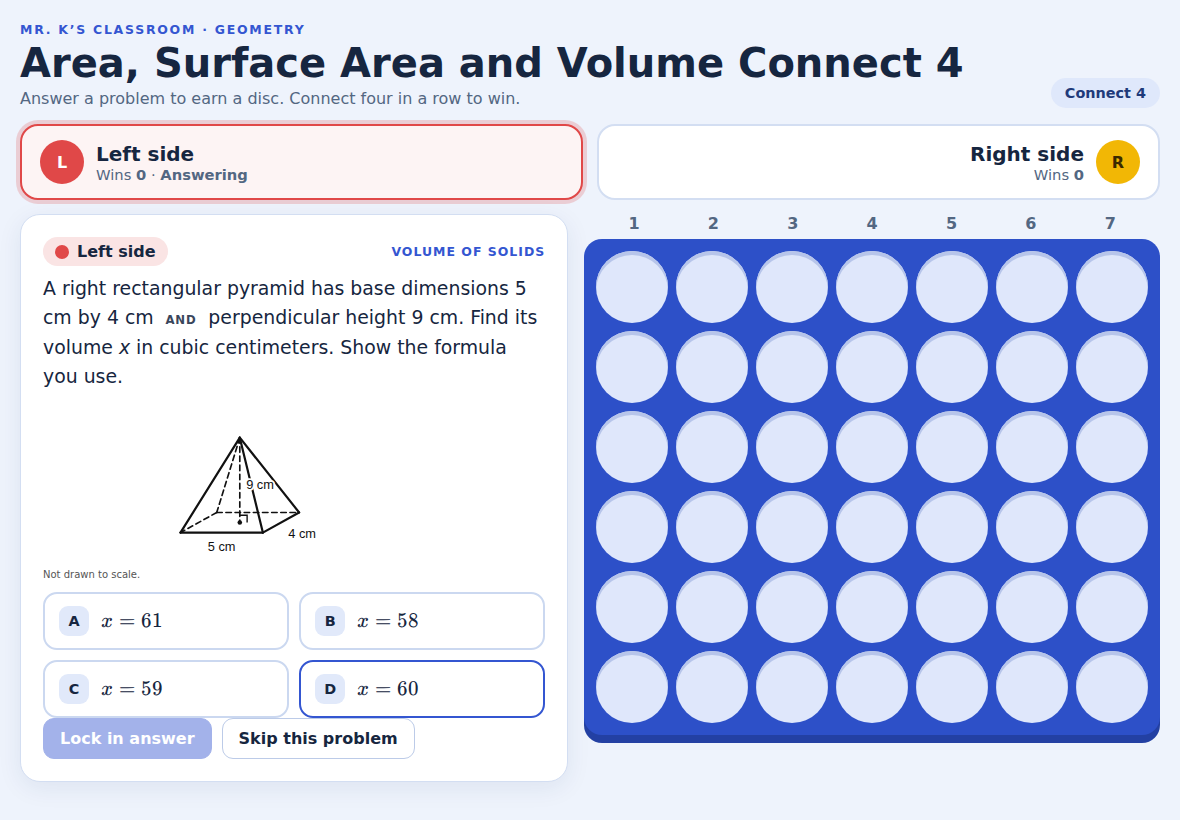 MR. K'S CLASSROOM · GEOMETRY
Area, Surface Area and Volume Connect 4
Answer a problem to earn a disc. Connect four in a row to win.
Connect 4
L
Left side
Wins 0 · Answering
Right side
Wins 0
R
Left side
VOLUME OF SOLIDS
A right rectangular pyramid has base dimensions 5
cm by 4 cm AND perpendicular height 9 cm. Find its
volume x in cubic centimeters. Show the formula
you use.
9 cm
4 cm
5 cm
Not drawn to scale.
A x = 61
B x = 58
C x = 59
D x = 60
Lock in answer
Skip this problem
1 2 3 4 5 6 7